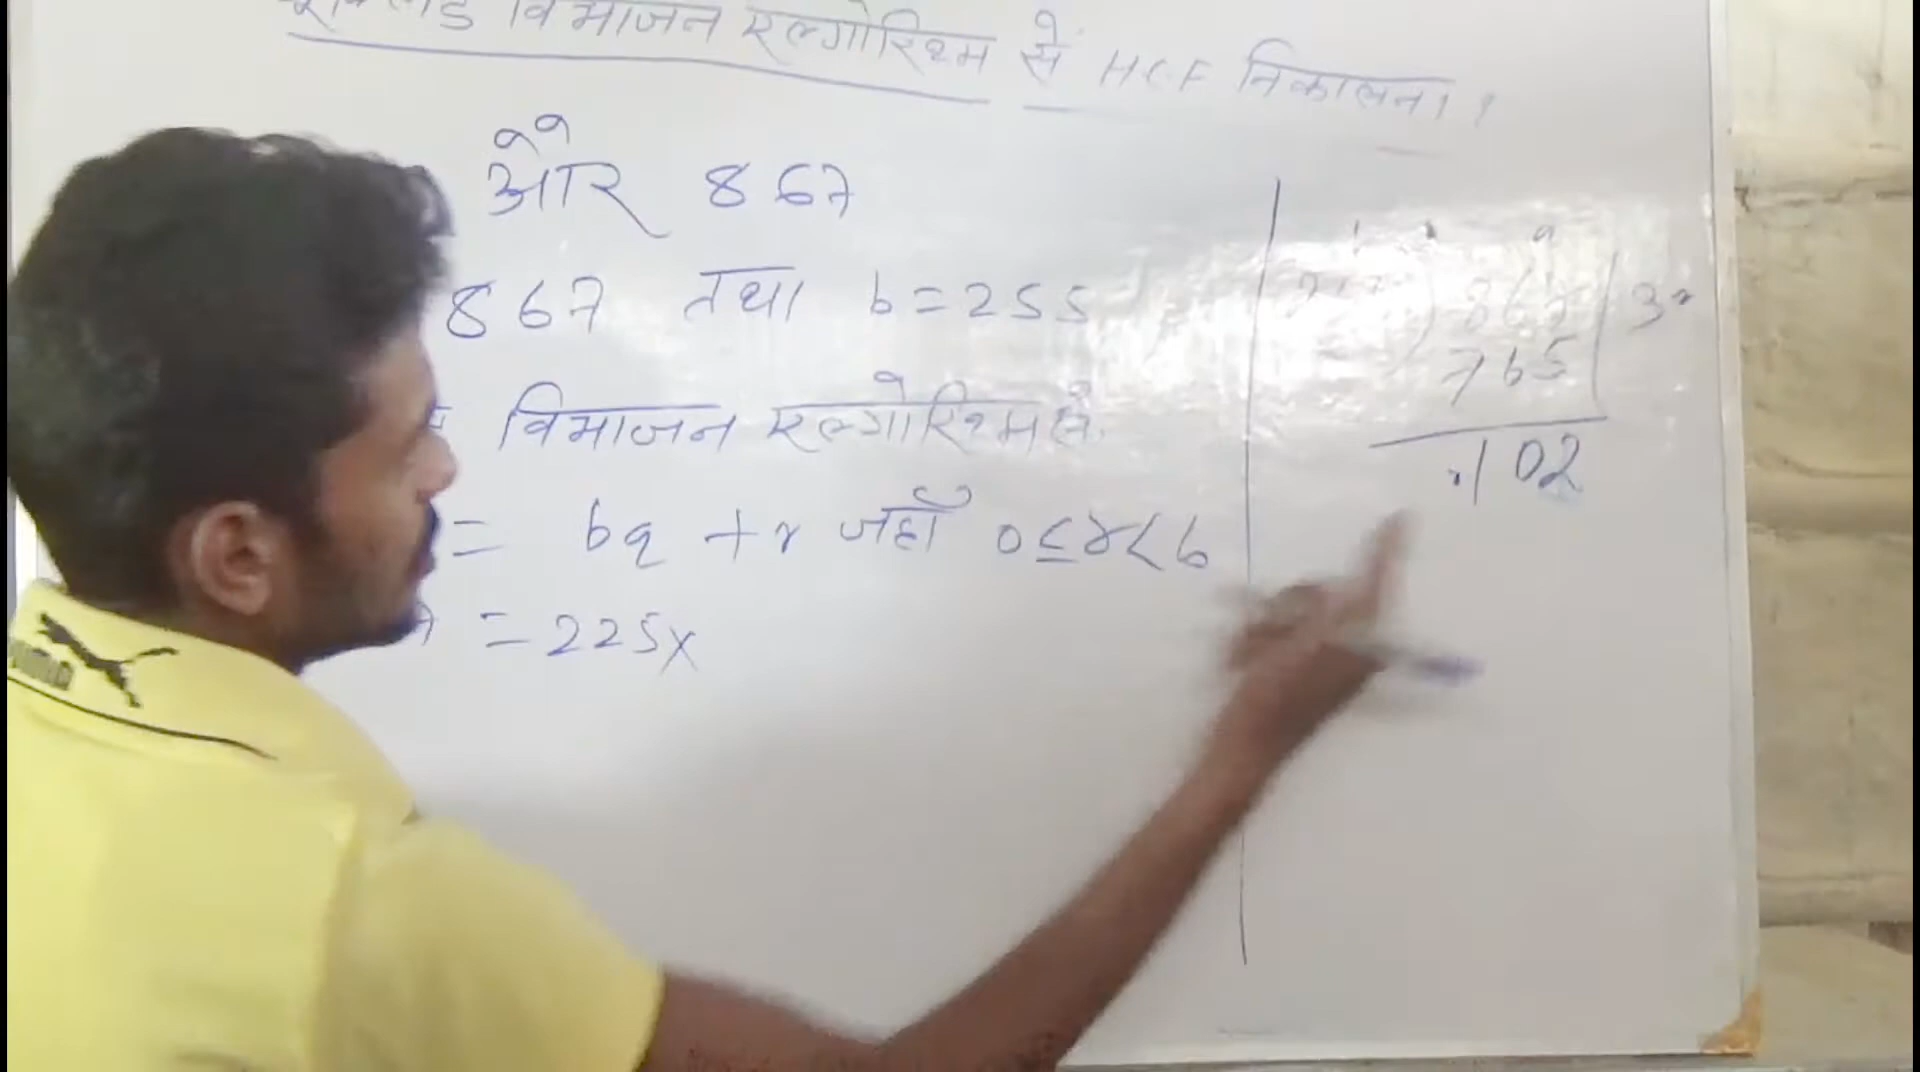 विभाजन एल्गोरिथ्म से HCF निकालना।
और 867
867 तथा b = 255
विभाजन एल्गोरिथ्म से
= bq + r जहाँ 0 ≤ r < b
= 225x
867 3
765
102
PUMA